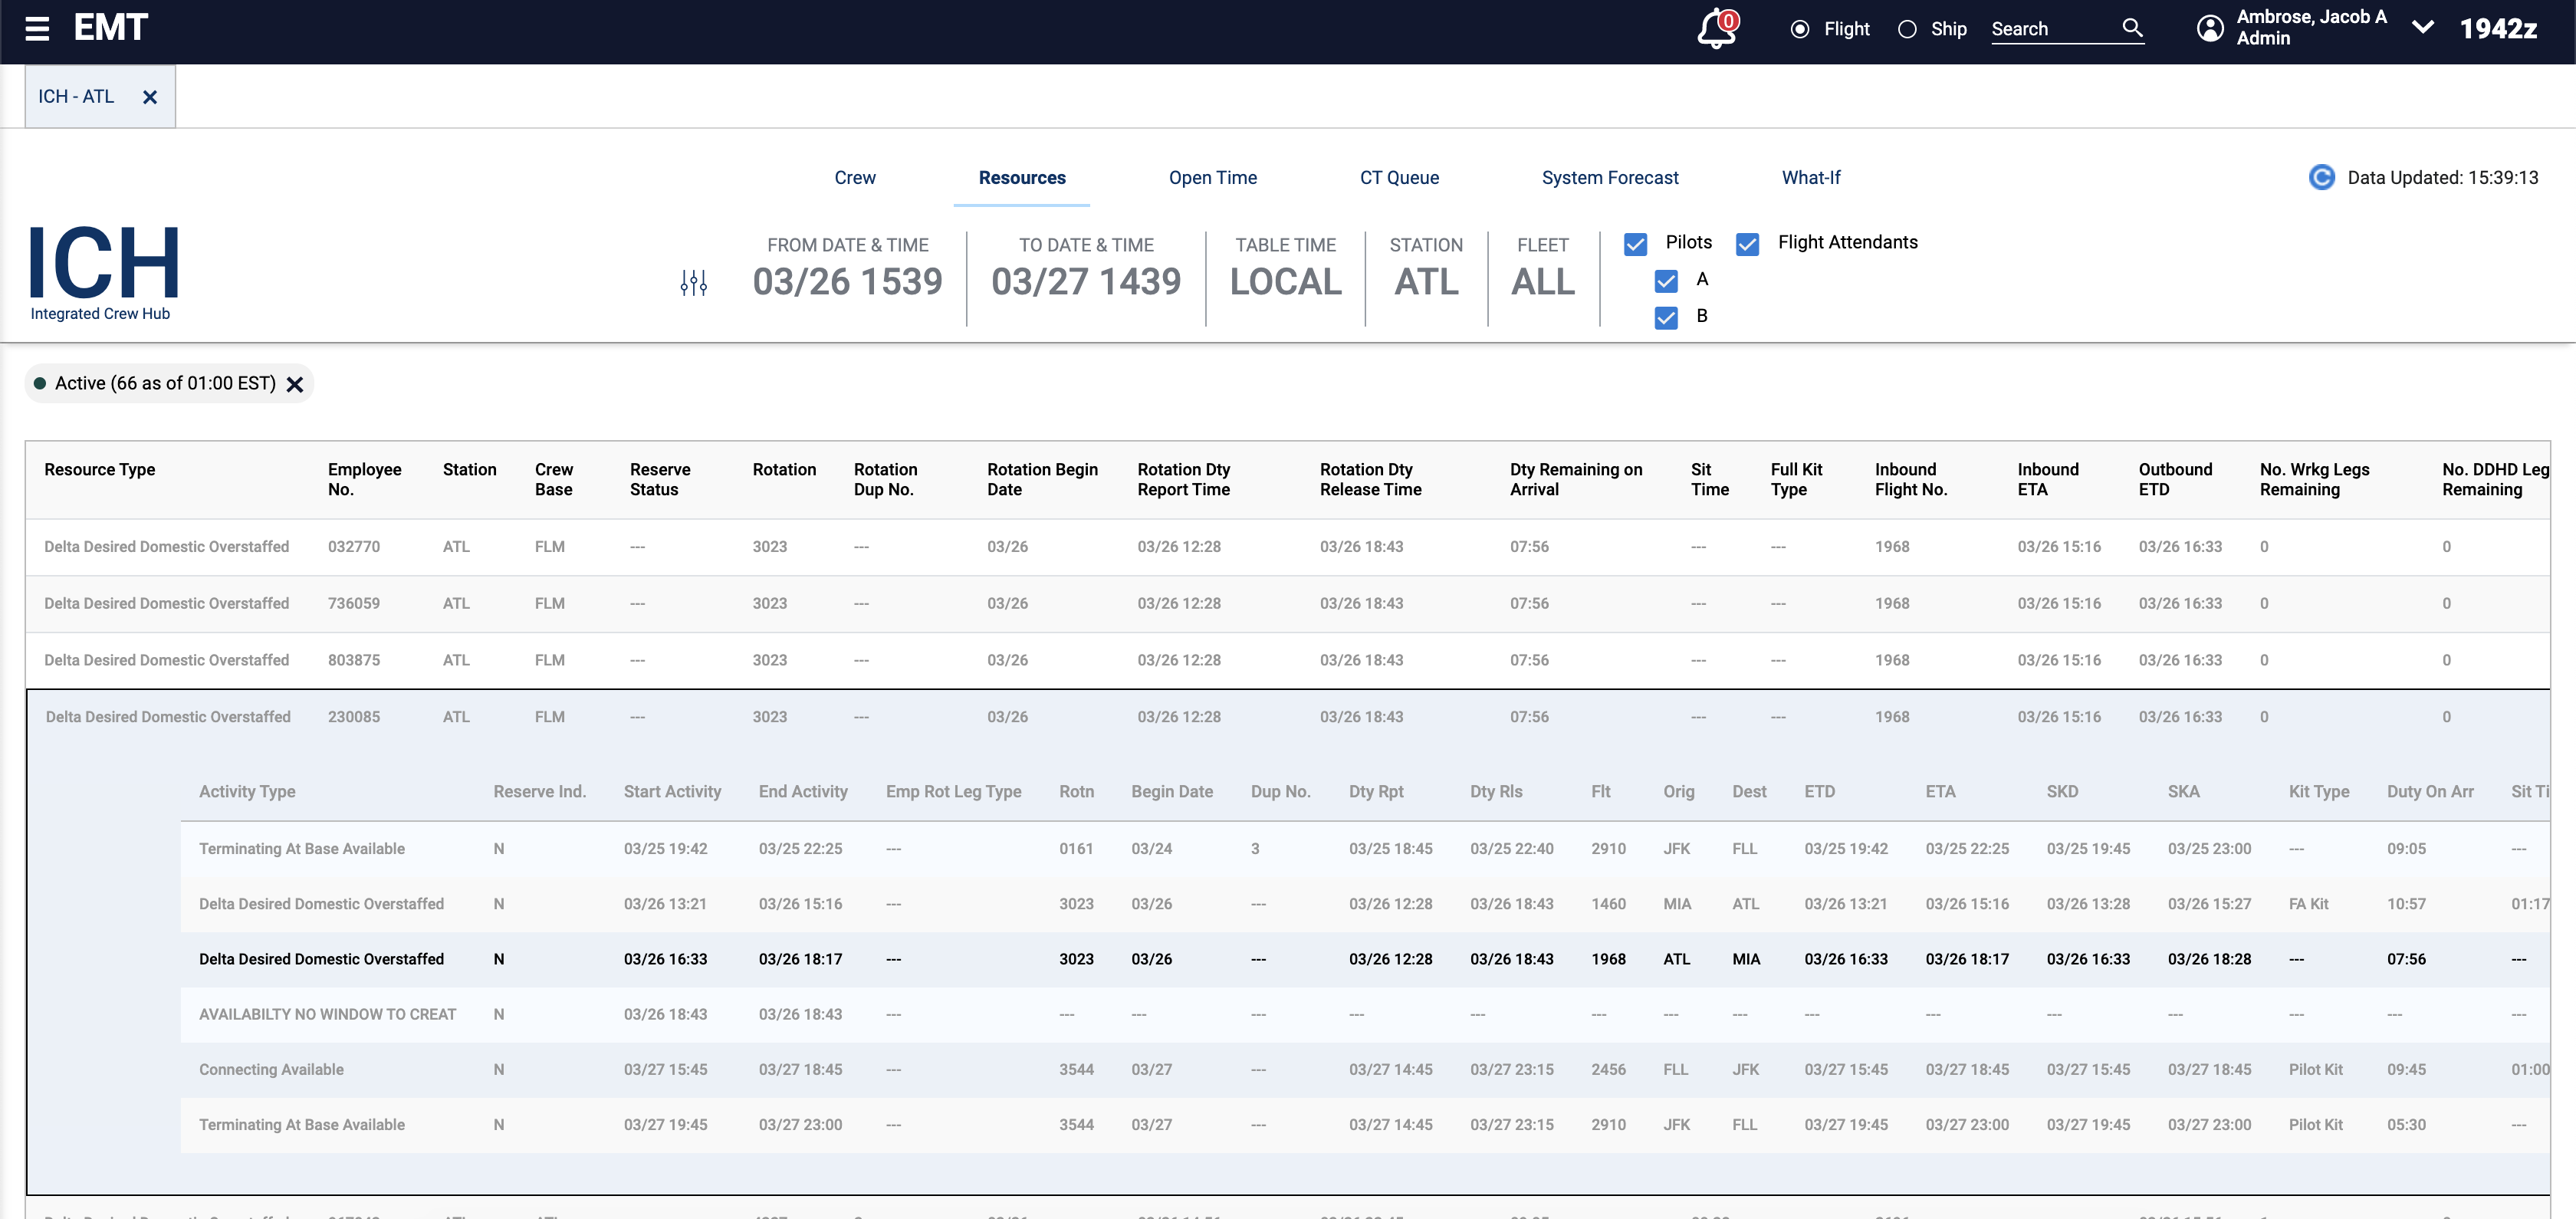 EMT
0
Flight Ship Search
Ambrose, Jacob A
Admin
1942z
ICH - ATL
Crew Resources Open Time CT Queue System Forecast What-If
Data Updated: 15:39:13
ICH
Integrated Crew Hub
FROM DATE & TIME TO DATE & TIME TABLE TIME STATION FLEET
03/26 1539 03/27 1439 LOCAL ATL ALL
Pilots Flight Attendants
A
B
Active (66 as of 01:00 EST)
Resource Type Employee No. Station Crew Base Reserve Status Rotation Rotation Dup No. Rotation Begin Date Rotation Dty Report Time Rotation Dty Release Time Dty Remaining on Arrival Sit Time Full Kit Type Inbound Flight No. Inbound ETA Outbound ETD No. Wrkg Legs Remaining No. DDHD Leg Remaining
Delta Desired Domestic Overstaffed 032770 ATL FLM --- 3023 --- 03/26 03/26 12:28 03/26 18:43 07:56 --- --- 1968 03/26 15:16 03/26 16:33 0 0
Delta Desired Domestic Overstaffed 736059 ATL FLM --- 3023 --- 03/26 03/26 12:28 03/26 18:43 07:56 --- --- 1968 03/26 15:16 03/26 16:33 0 0
Delta Desired Domestic Overstaffed 803875 ATL FLM --- 3023 --- 03/26 03/26 12:28 03/26 18:43 07:56 --- --- 1968 03/26 15:16 03/26 16:33 0 0
Delta Desired Domestic Overstaffed 230085 ATL FLM --- 3023 --- 03/26 03/26 12:28 03/26 18:43 07:56 --- --- 1968 03/26 15:16 03/26 16:33 0 0
Activity Type Reserve Ind. Start Activity End Activity Emp Rot Leg Type Rotn Begin Date Dup No. Dty Rpt Dty Rls Flt Orig Dest ETD ETA SKD SKA Kit Type Duty On Arr Sit Ti
Terminating At Base Available N 03/25 19:42 03/25 22:25 --- 0161 03/24 3 03/25 18:45 03/25 22:40 2910 JFK FLL 03/25 19:42 03/25 22:25 03/25 19:45 03/25 23:00 --- 09:05 ---
Delta Desired Domestic Overstaffed N 03/26 13:21 03/26 15:16 --- 3023 03/26 --- 03/26 12:28 03/26 18:43 1460 MIA ATL 03/26 13:21 03/26 15:16 03/26 13:28 03/26 15:27 FA Kit 10:57 01:17
Delta Desired Domestic Overstaffed N 03/26 16:33 03/26 18:17 --- 3023 03/26 --- 03/26 12:28 03/26 18:43 1968 ATL MIA 03/26 16:33 03/26 18:17 03/26 16:33 03/26 18:28 --- 07:56 ---
AVAILABILTY NO WINDOW TO CREAT N 03/26 18:43 03/26 18:43 --- --- --- --- --- --- --- --- --- --- --- --- --- --- --- ---
Connecting Available N 03/27 15:45 03/27 18:45 --- 3544 03/27 --- 03/27 14:45 03/27 23:15 2456 FLL JFK 03/27 15:45 03/27 18:45 03/27 15:45 03/27 18:45 Pilot Kit 09:45 01:00
Terminating At Base Available N 03/27 19:45 03/27 23:00 --- 3544 03/27 --- 03/27 14:45 03/27 23:15 2910 JFK FLL 03/27 19:45 03/27 23:00 03/27 19:45 03/27 23:00 Pilot Kit 05:30 ---